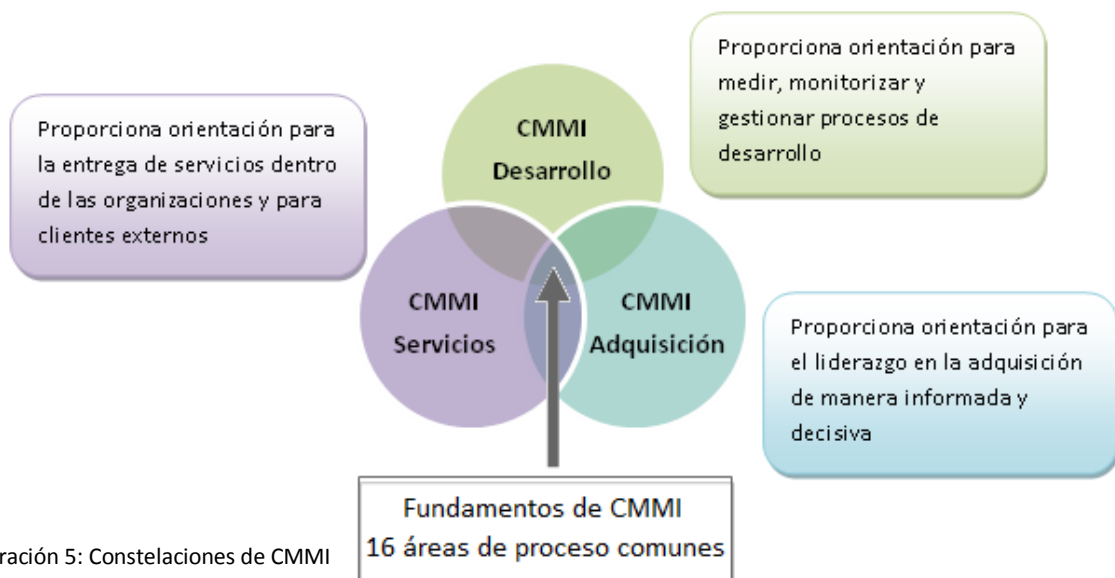 Proporciona orientación para
medir, monitorizar y
gestionar procesos de
desarrollo
Proporciona orientación para
la entrega de servicios dentro
de las organizaciones y para
clientes externos
CMMI
Desarrollo
CMMI
Servicios
CMMI
Adquisición
Proporciona orientación para
el liderazgo en la adquisición
de manera informada y
decisiva
Fundamentos de CMMI
16 áreas de proceso comunes
ración 5: Constelaciones de CMMI